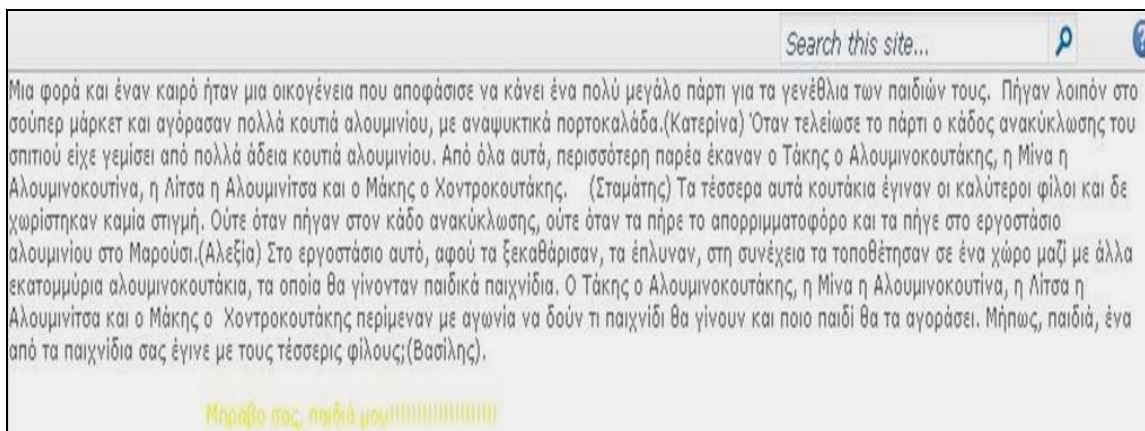 Search this site...
Μια φορά και έναν καιρό ήταν μια οικογένεια που αποφάσισε να κάνει ένα πολύ μεγάλο πάρτι για τα γενέθλια των παιδιών τους. Πήγαν λοιπόν στο
σούπερ μάρκετ και αγόρασαν πολλά κουτιά αλουμινίου, με αναψυκτικά πορτοκαλάδα.(Κατερίνα) Όταν τελείωσε το πάρτι ο κάδος ανακύκλωσης του
σπιτιού είχε γεμίσει από πολλά άδεια κουτιά αλουμινίου. Από όλα αυτά, περισσότερη παρέα έκαναν ο Τάκης ο Αλουμινοκουτάκης, η Μίνα η
Αλουμινοκουτίνα, η Λίτσα η Αλουμινίτσα και ο Μάκης ο Χοντροκουτάκης. (Σταμάτης) Τα τέσσερα αυτά κουτάκια έγιναν οι καλύτεροι φίλοι και δε
χωρίστηκαν καμία στιγμή. Ούτε όταν πήγαν στον κάδο ανακύκλωσης, ούτε όταν τα πήρε το απορριμματοφόρο και τα πήγε στο εργοστάσιο
αλουμινίου στο Μαρούσι.(Αλεξία) Στο εργοστάσιο αυτό, αφού τα ξεκαθάρισαν, τα έπλυναν, στη συνέχεια τα τοποθέτησαν σε ένα χώρο μαζί με άλλα
εκατομμύρια αλουμινοκουτάκια, τα οποία θα γίνονταν παιδικά παιχνίδια. Ο Τάκης ο Αλουμινοκουτάκης, η Μίνα η Αλουμινοκουτίνα, η Λίτσα η
Αλουμινίτσα και ο Μάκης ο Χοντροκουτάκης περίμεναν με αγωνία να δούν τι παιχνίδι θα γίνουν και ποιο παιδί θα τα αγοράσει. Μήπως, παιδιά, ένα
από τα παιχνίδια σας έγινε με τους τέσσερις φίλους;(Βασίλης).
Μπράβο σας, παιδιά μου!!!!!!!!!!!!!!!!!!!!